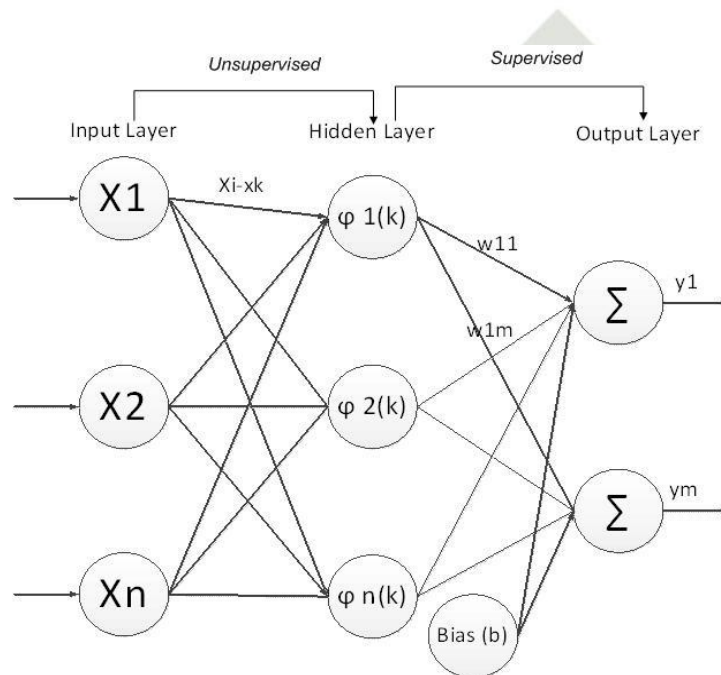 Unsupervised
Supervised
Input Layer
Hidden Layer
Output Layer
X1
Xi-xk
φ 1(k)
w11
Σ
y1
w1m
X2
φ 2(k)
Σ
ym
Xn
φ n(k)
Bias (b)